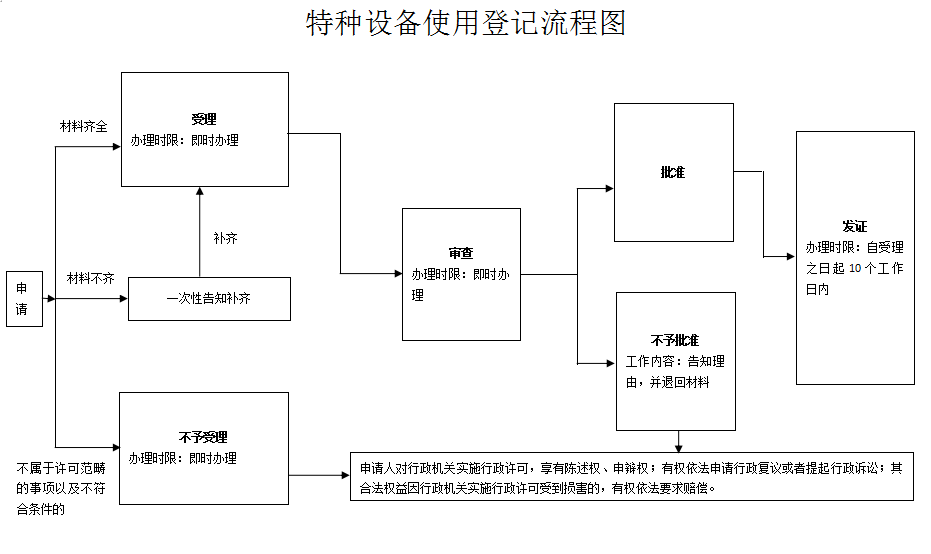 特种设备使用登记流程图
材料齐全
受理
办理时限：即时办理
补齐
材料不齐
一次性告知补齐
申
请
不予受理
办理时限：即时办理
不属于许可范畴
的事项以及不符
合条件的
审查
办理时限：即时办
理
批准
不予批准
工作内容：告知理
由，并退回材料
发证
办理时限：自受理
之日起 10 个工作
日内
申请人对行政机关实施行政许可，享有陈述权、申辩权；有权依法申请行政复议或者提起行政诉讼；其
合法权益因行政机关实施行政许可受到损害的，有权依法要求赔偿。